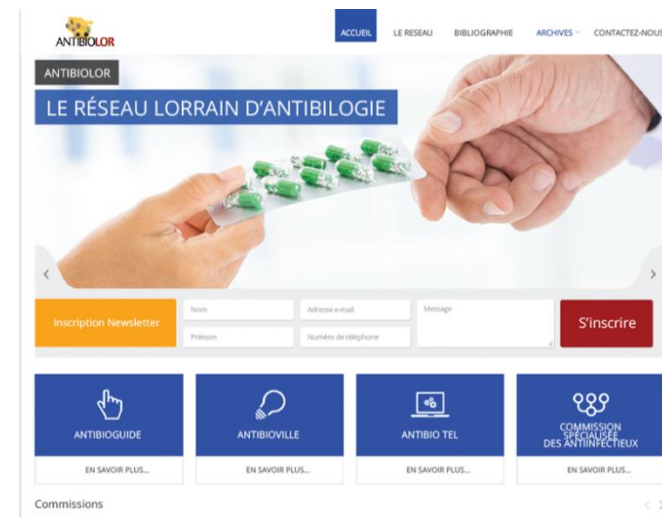 ANTIBIOLOR
ACCUEIL LE RESEAU BIBLIOGRAPHIE ARCHIVES CONTACTEZ-NOUS
ANTIBIOLOR
LE RÉSEAU LORRAIN D'ANTIBILOGIE
Inscription Newsletter
Nom
Adresse e-mail
Message
Prénom
Numéro de téléphone
S'inscrire
ANTIBIOGUIDE
EN SAVOIR PLUS...
ANTIBIOVILLE
EN SAVOIR PLUS...
ANTIBIO TEL
EN SAVOIR PLUS...
COMMISSION
SPÉCIALISÉE
DES ANTIINFECTIEUX
EN SAVOIR PLUS...
Commissions